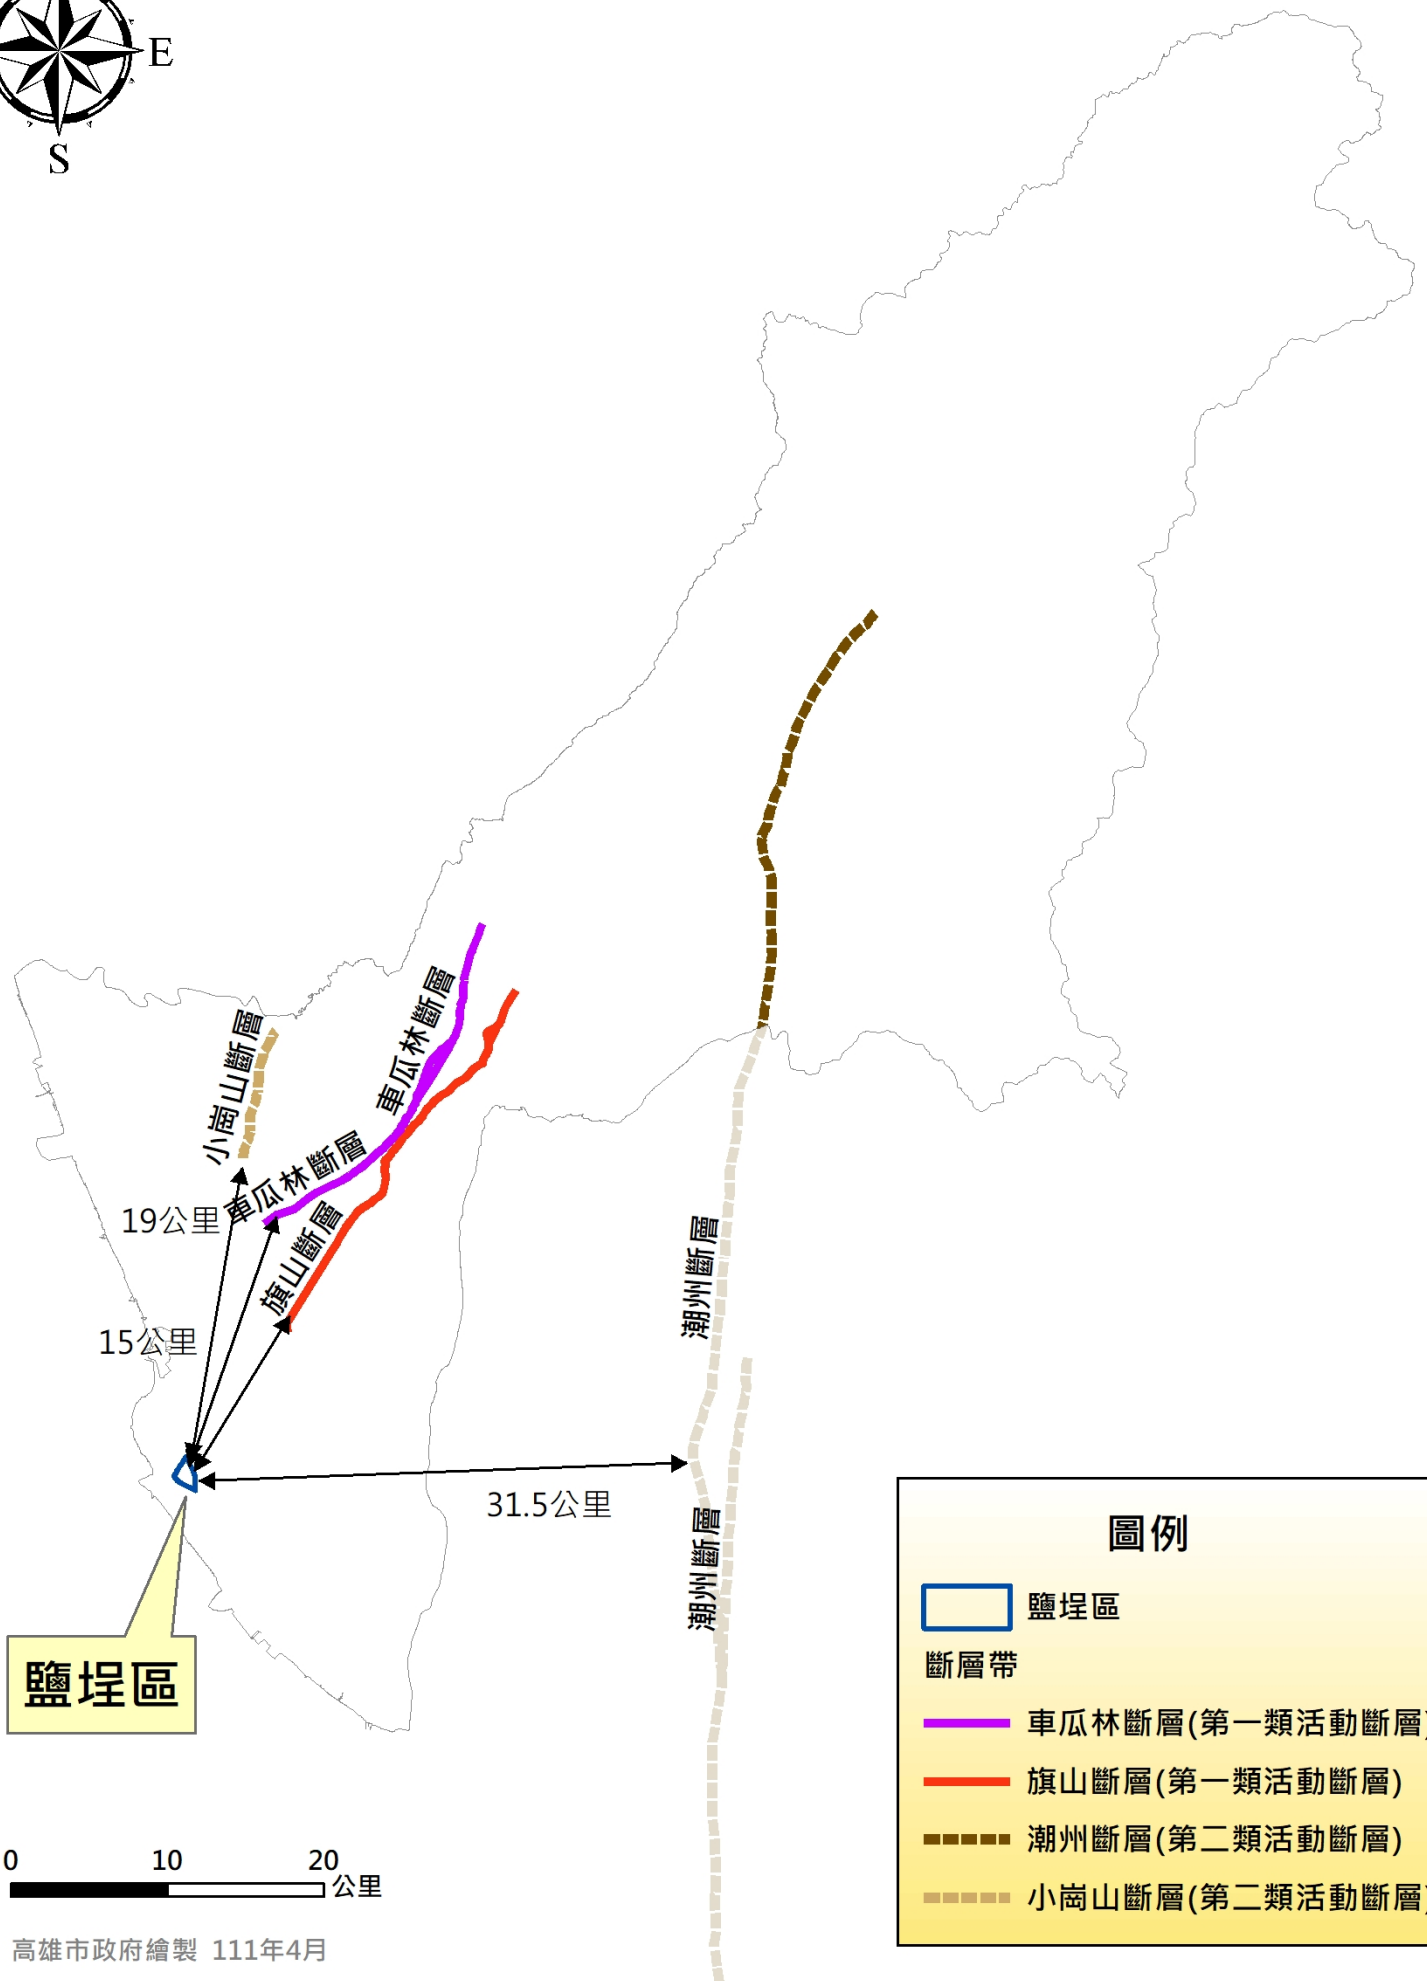 E
S
小崗山斷層
車瓜林斷層
車瓜林斷層
19公里
旗山斷層
潮州斷層
15公里
31.5公里
潮州斷層
鹽埕區
圖例
鹽埕區
斷層帶
車瓜林斷層(第一類活動斷層)
旗山斷層(第一類活動斷層)
潮州斷層(第二類活動斷層)
小崗山斷層(第二類活動斷層)
0 10 20
公里
高雄市政府繪製 111年4月